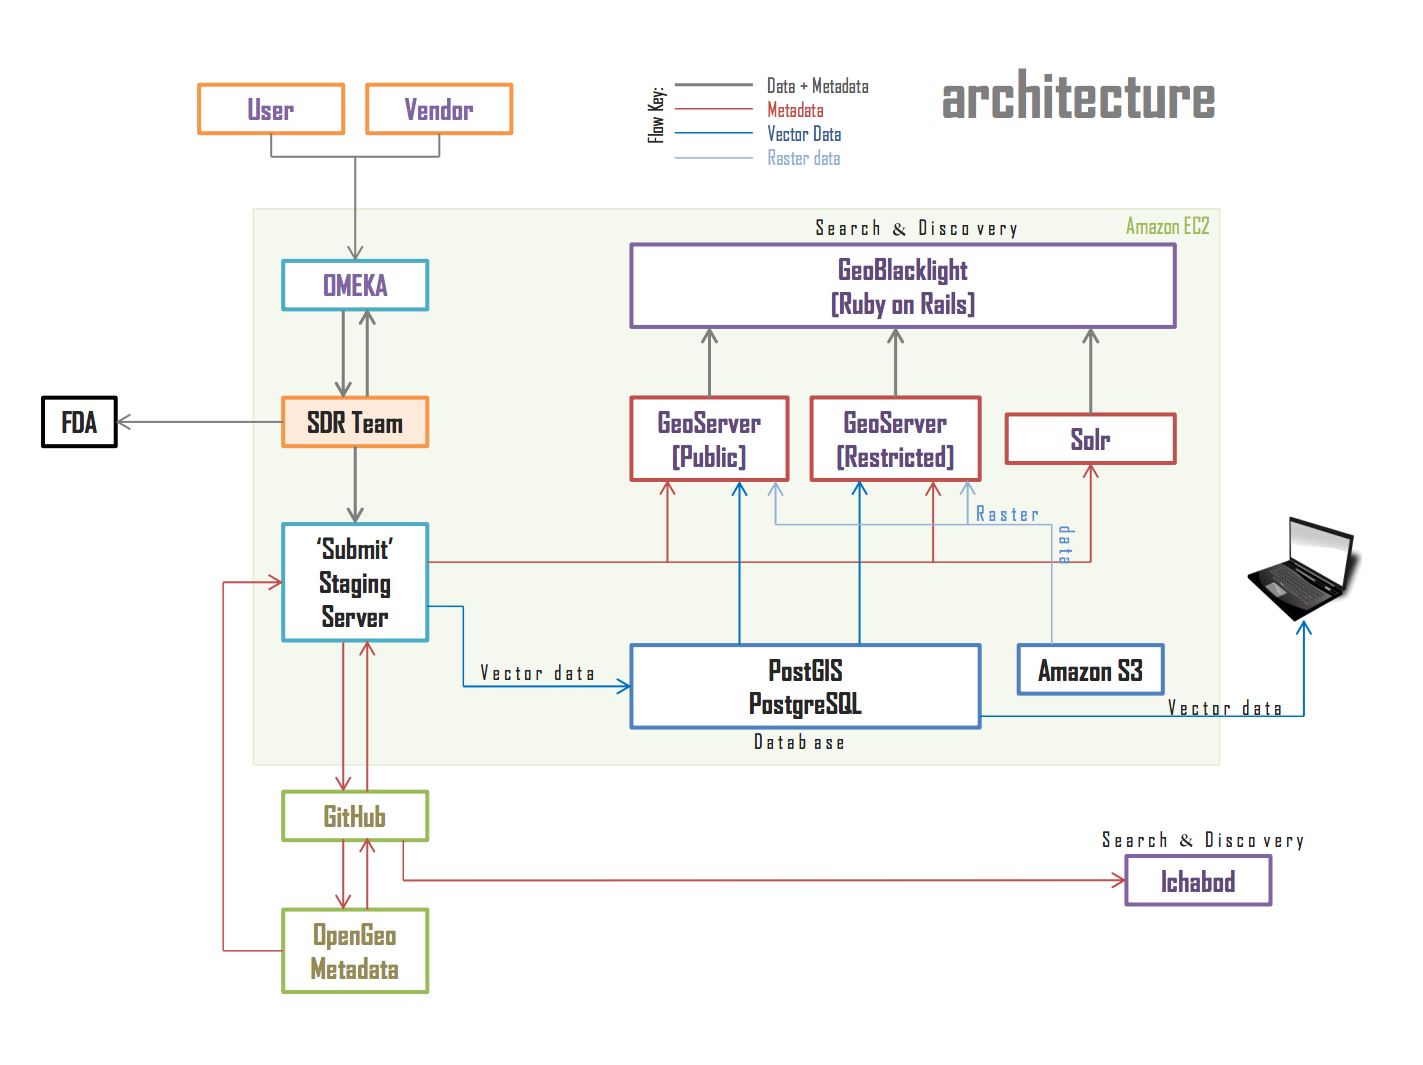 architecture
User
Vendor
Flow Key:
Data + Metadata
Metadata
Vector Data
Raster data
Amazon EC2
Search & Discovery
GeoBlacklight
[Ruby on Rails]
OMEKA
FDA
SDR Team
GeoServer
[Public]
GeoServer
[Restricted]
Solr
Raster
data
'Submit'
Staging
Server
Vector data
PostGIS
PostgreSQL
Database
Amazon S3
Vector data
GitHub
Search & Discovery
Ichabod
OpenGeo
Metadata